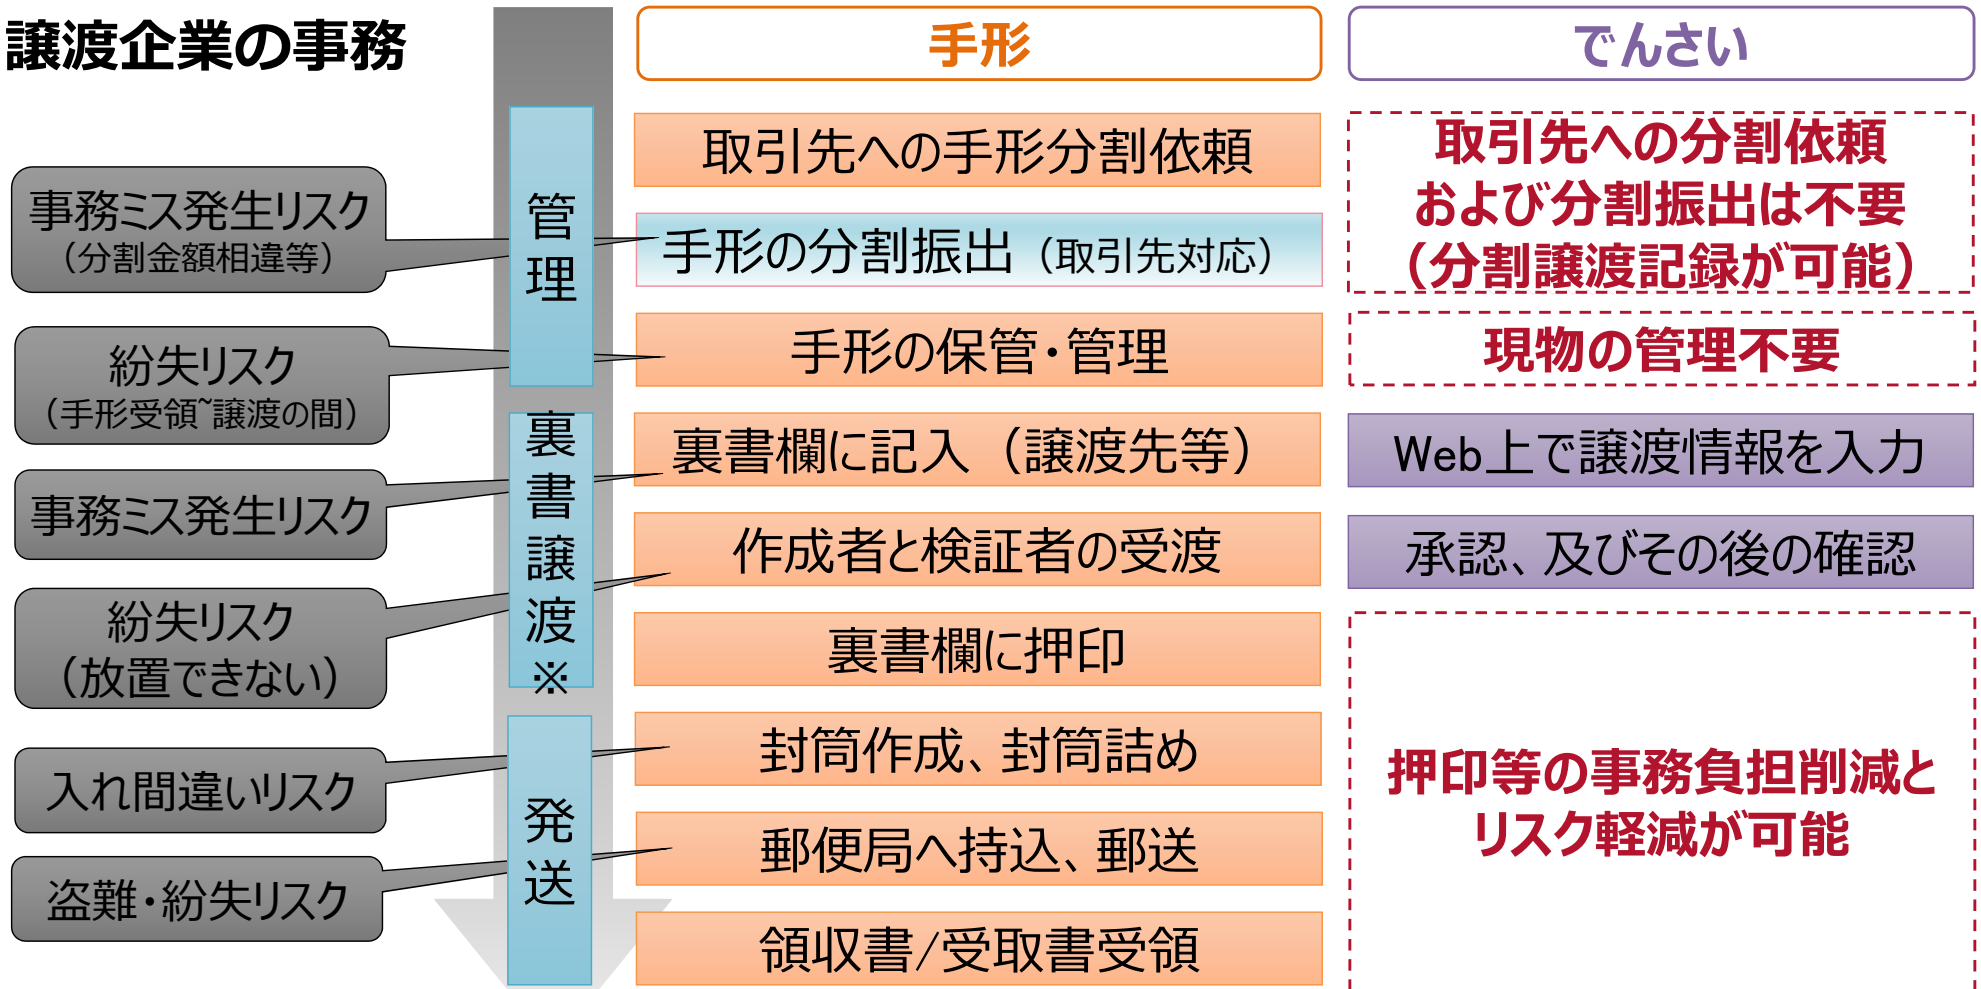 譲渡企業の事務
手形
でんさい
管理
裏書譲渡※
発送
事務ミス発生リスク
（分割金額相違等）
紛失リスク
（手形受領~譲渡の間）
事務ミス発生リスク
紛失リスク
（放置できない）
入れ間違いリスク
盗難・紛失リスク
取引先への手形分割依頼
手形の分割振出（取引先対応）
手形の保管・管理
裏書欄に記入（譲渡先等）
作成者と検証者の受渡
裏書欄に押印
封筒作成、封筒詰め
郵便局へ持込、郵送
領収書/受取書受領
取引先への分割依頼
および分割振出は不要
（分割譲渡記録が可能）
現物の管理不要
Web上で譲渡情報を入力
承認、及びその後の確認
押印等の事務負担削減と
リスク軽減が可能